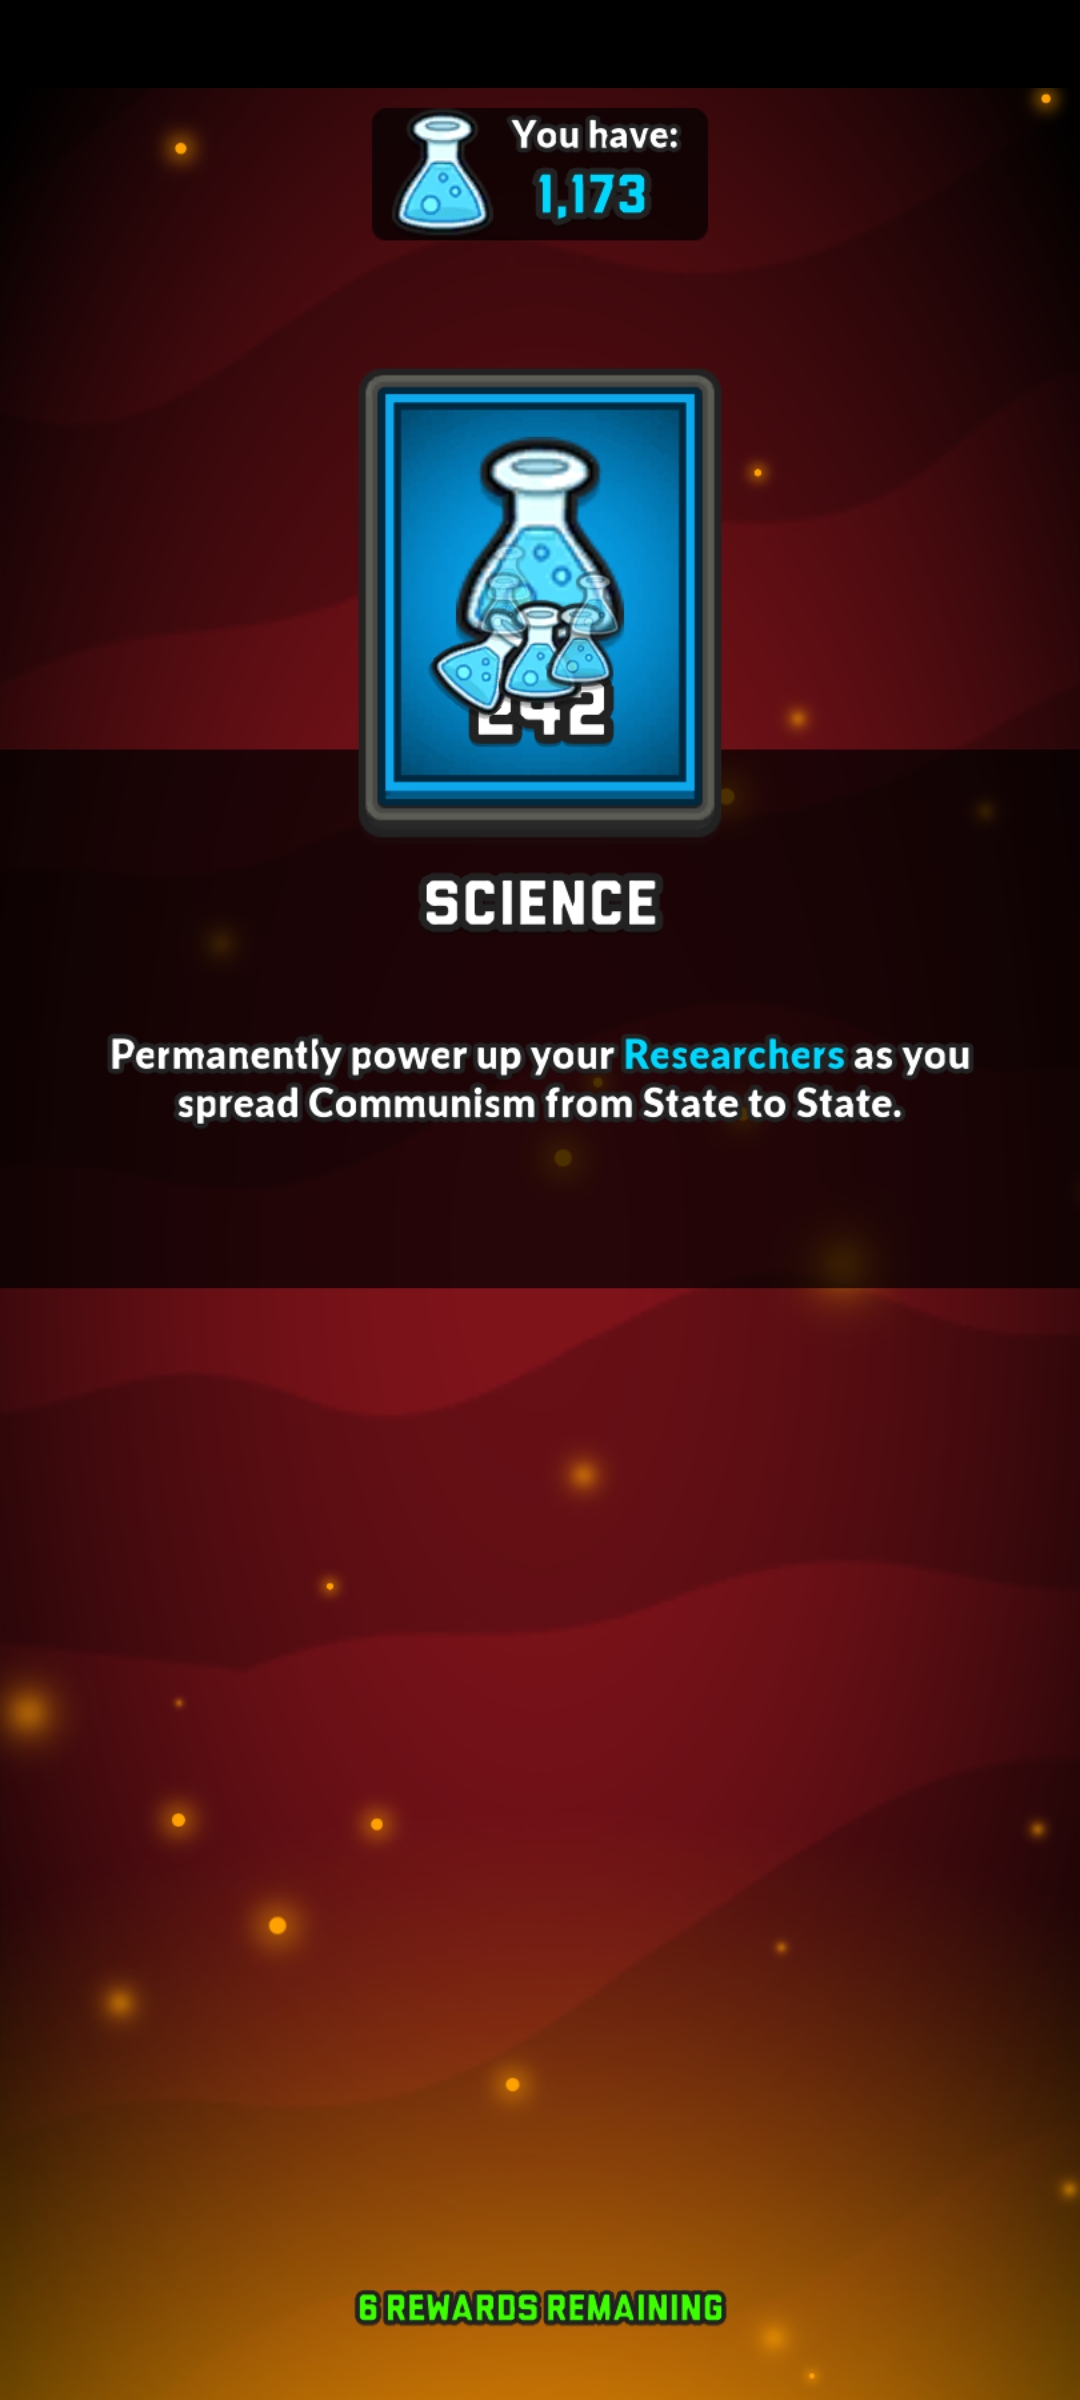 You have:
1,173
242
SCIENCE
Permanently power up your Researchers as you
spread Communism from State to State.
6 REWARDS REMAINING